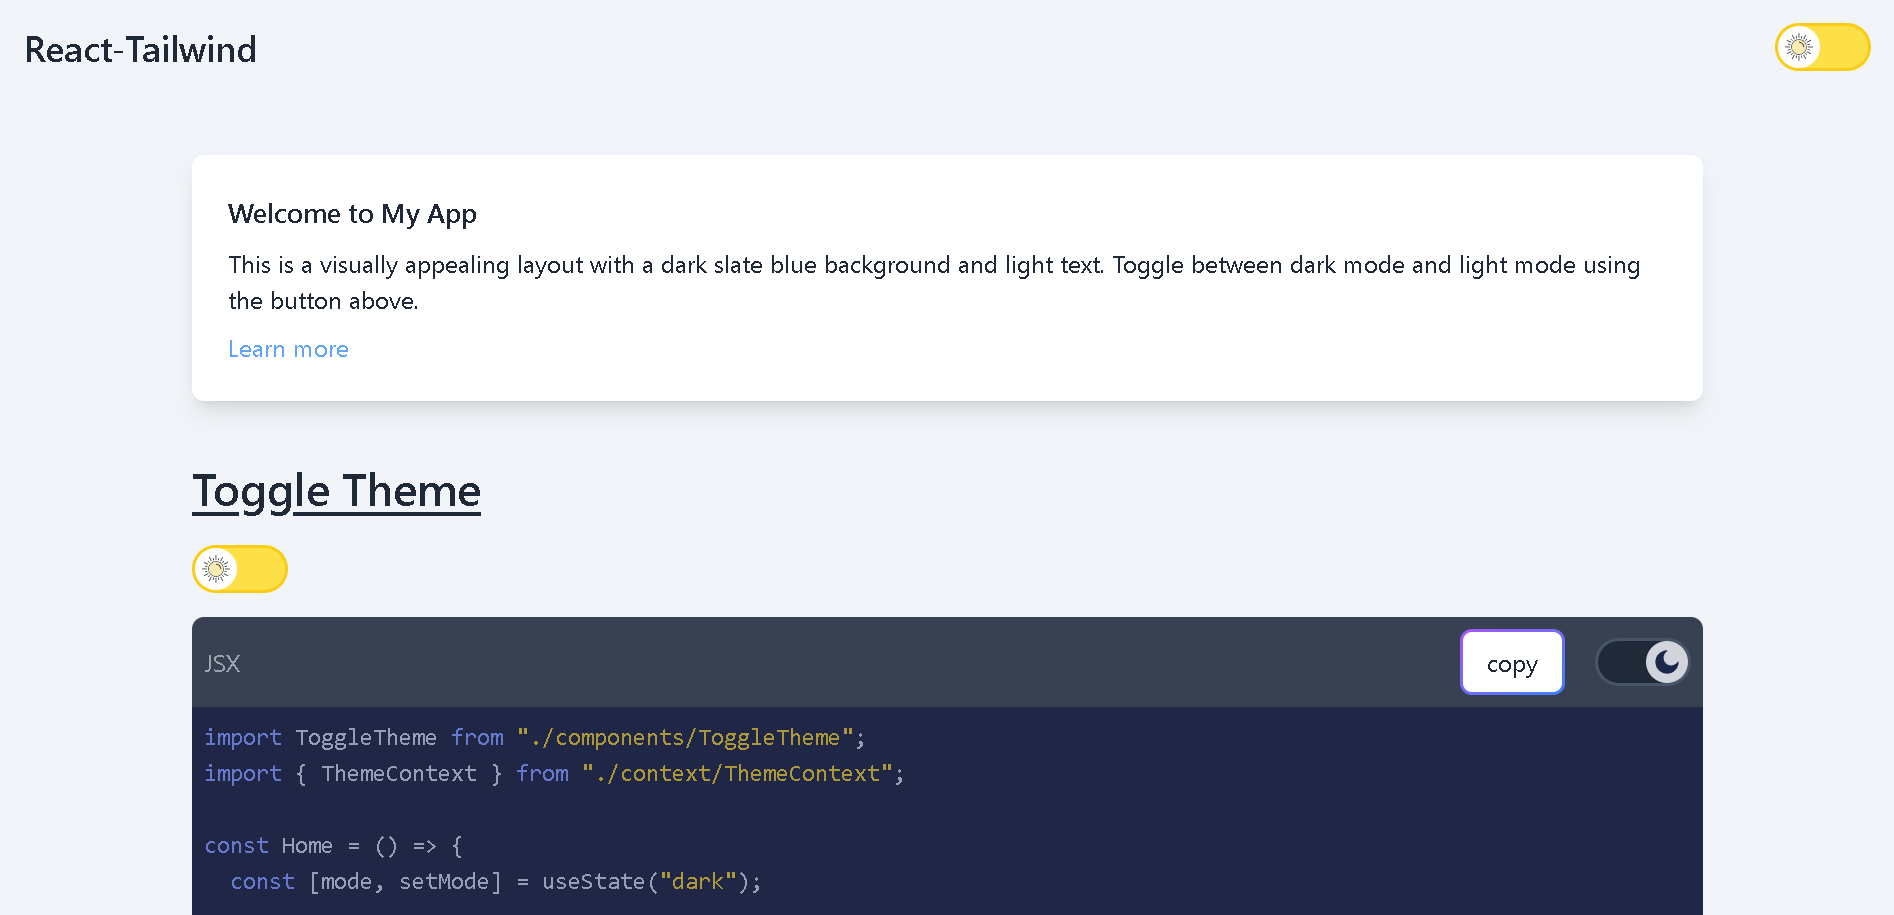 React-Tailwind
Welcome to My App
This is a visually appealing layout with a dark slate blue background and light text. Toggle between dark mode and light mode using
the button above.
Learn more
Toggle Theme
JSX
copy
import ToggleTheme from "./components/ToggleTheme";
import { ThemeContext } from "./context/ThemeContext";
const Home = () => {
  const [mode, setMode] = useState("dark");